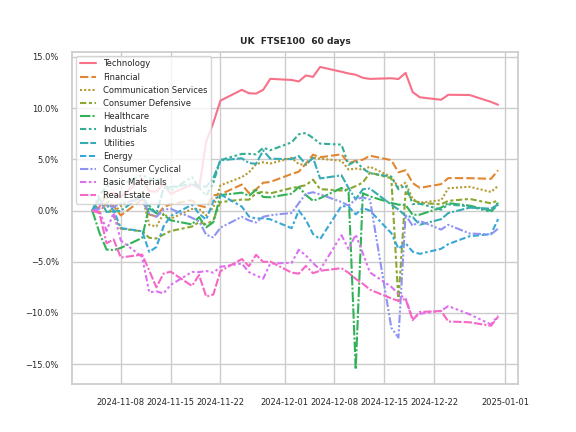 UK FTSE100 60 days
15.0%
10.0%
5.0%
0.0%
−5.0%
−10.0%
−15.0%
Technology
Financial
Communication Services
Consumer Defensive
Healthcare
Industrials
Utilities
Energy
Consumer Cyclical
Basic Materials
Real Estate
2024-11-08 2024-11-15 2024-11-22 2024-12-01 2024-12-08 2024-12-15 2024-12-22 2025-01-01